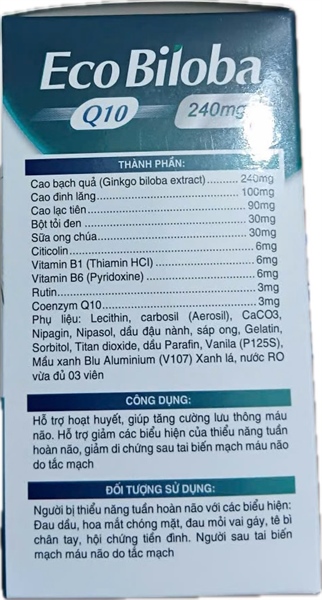 Eco Biloba
Q10 240mg
THÀNH PHẦN:
Cao bạch quả (Ginkgo biloba extract)..........240mg
Cao đinh lăng..........100mg
Cao lạc tiên..........90mg
Bột tỏi đen..........30mg
Sữa ong chúa..........30mg
Citicolin..........6mg
Vitamin B1 (Thiamin HCl)..........6mg
Vitamin B6 (Pyridoxine)..........6mg
Rutin..........3mg
Coenzym Q10..........3mg
Phụ liệu: Lecithin, carbosil (Aerosil), CaCO3,
Nipagin, Nipasol, dầu đậu nành, sáp ong, Gelatin,
Sorbitol, Titan dioxide, dầu Parafin, Vanila (P125S),
Mầu xanh Blu Aluminium (V107) Xanh lá, nước RO
vừa đủ 03 viên
CÔNG DỤNG:
Hỗ trợ hoạt huyết, giúp tăng cường lưu thông máu
não. Hỗ trợ giảm các biểu hiện của thiểu năng tuần
hoàn não, giảm di chứng sau tai biến mạch máu não
do tắc mạch
ĐỐI TƯỢNG SỬ DỤNG:
Người bị thiểu năng tuần hoàn não với các biểu hiện:
Đau đầu, hoa mắt chóng mặt, đau mỏi vai gáy, tê bì
chân tay, hội chứng tiền đình. Người sau tai biến
mạch máu não do tắc mạch